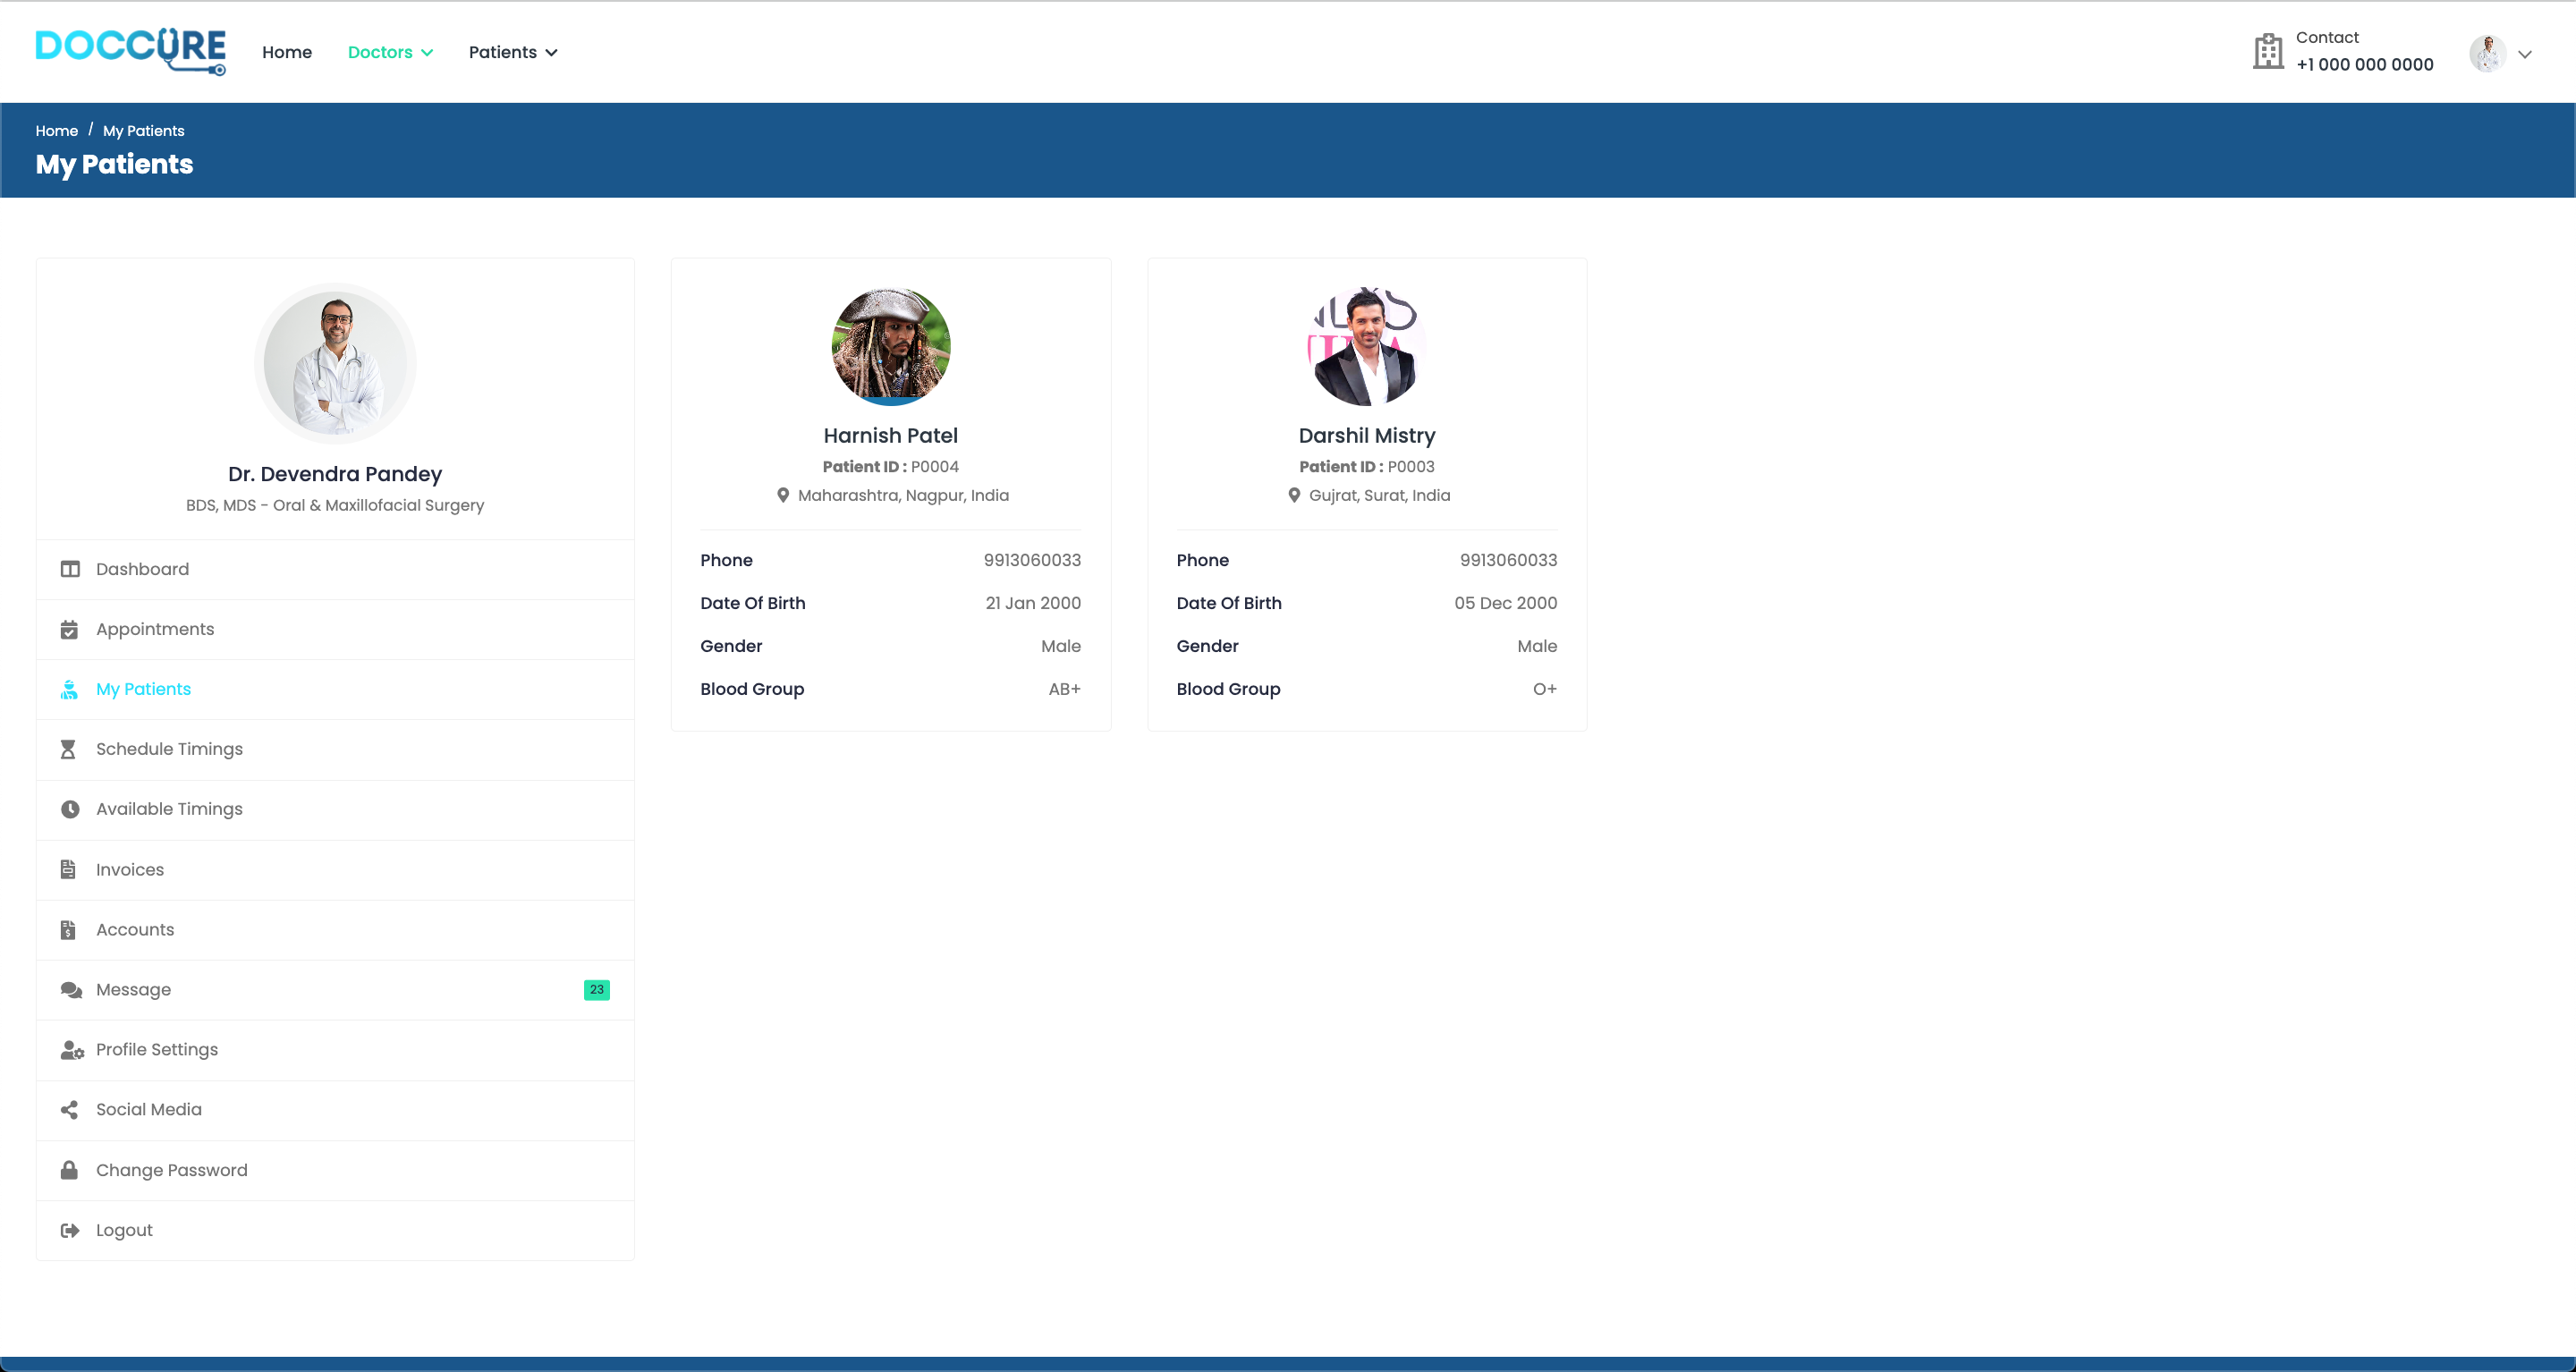 DOCCURE
Home
Doctors
Patients
Contact
+1 000 000 0000
Home / My Patients
My Patients
Dr. Devendra Pandey
BDS, MDS - Oral & Maxillofacial Surgery
Dashboard
Appointments
My Patients
Schedule Timings
Available Timings
Invoices
Accounts
Message 23
Profile Settings
Social Media
Change Password
Logout
Harnish Patel
Patient ID : P0004
Maharashtra, Nagpur, India
Phone 9913060033
Date Of Birth 21 Jan 2000
Gender Male
Blood Group AB+
Darshil Mistry
Patient ID : P0003
Gujrat, Surat, India
Phone 9913060033
Date Of Birth 05 Dec 2000
Gender Male
Blood Group O+